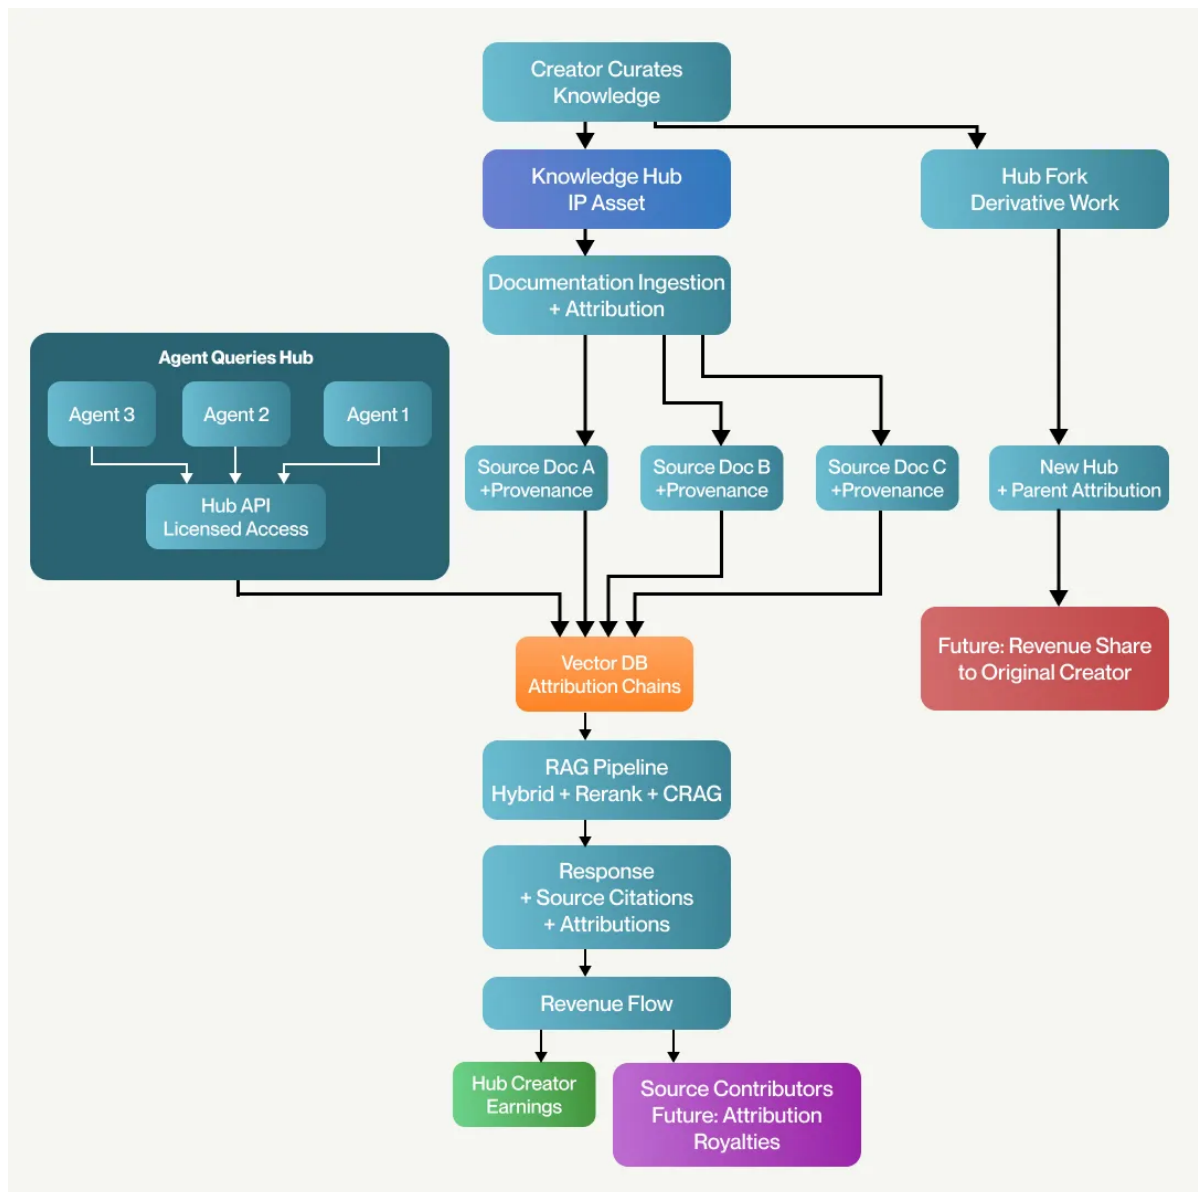 Creator Curates
Knowledge
Knowledge Hub
IP Asset
Hub Fork
Derivative Work
Documentation Ingestion
+ Attribution
Agent Queries Hub
Agent 3
Agent 2
Agent 1
Hub API
Licensed Access
Source Doc A
+Provenance
Source Doc B
+Provenance
Source Doc C
+Provenance
New Hub
+ Parent Attribution
Future: Revenue Share
to Original Creator
Vector DB
Attribution Chains
RAG Pipeline
Hybrid + Rerank + CRAG
Response
+ Source Citations
+ Attributions
Revenue Flow
Hub Creator
Earnings
Source Contributors
Future: Attribution
Royalties